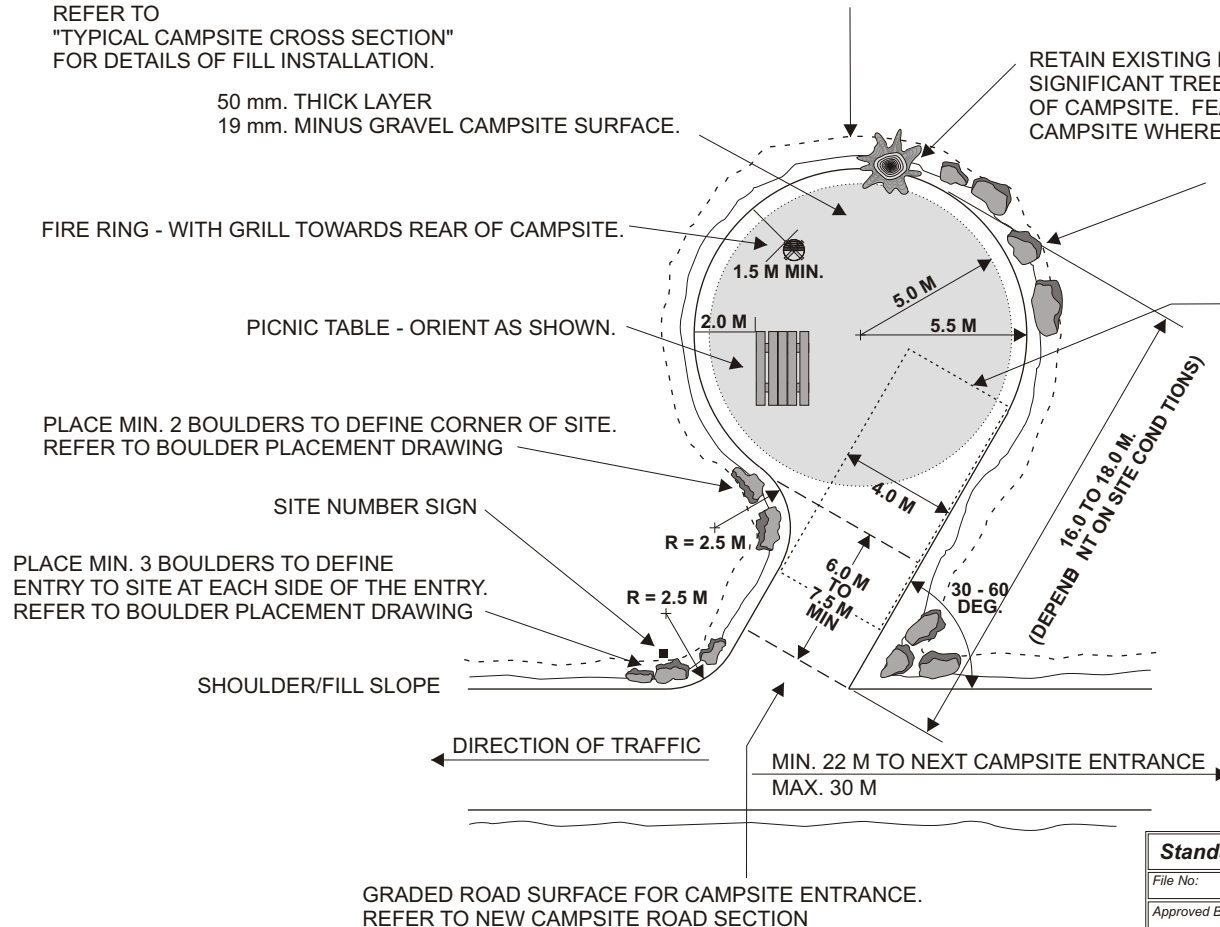 REFER TO
"TYPICAL CAMPSITE CROSS SECTION"
FOR DETAILS OF FILL INSTALLATION.
50 mm. THICK LAYER
19 mm. MINUS GRAVEL CAMPSITE SURFACE.
RETAIN EXISTING
SIGNIFICANT TREE
OF CAMPSITE.
CAMPSITE WHERE
FIRE RING - WITH GRILL TOWARDS REAR OF CAMPSITE.
1.5 M MIN.
5.0 M
5.5 M
2.0 M
PICNIC TABLE - ORIENT AS SHOWN.
PLACE MIN. 2 BOULDERS TO DEFINE CORNER OF SITE.
REFER TO BOULDER PLACEMENT DRAWING
4.0 M
16.0 TO 18.0 M.
(DEPEND NT ON SITE COND TIONS)
SITE NUMBER SIGN
R = 2.5 M
PLACE MIN. 3 BOULDERS TO DEFINE
ENTRY TO SITE AT EACH SIDE OF THE ENTRY.
REFER TO BOULDER PLACEMENT DRAWING
R = 2.5 M
6.0 M
TO
7.5 M
MIN
30 - 60
DEG.
SHOULDER/FILL SLOPE
DIRECTION OF TRAFFIC
MIN. 22 M TO NEXT CAMPSITE ENTRANCE
MAX. 30 M
GRADED ROAD SURFACE FOR CAMPSITE ENTRANCE.
REFER TO NEW CAMPSITE ROAD SECTION
Standa
File No:
Approved B